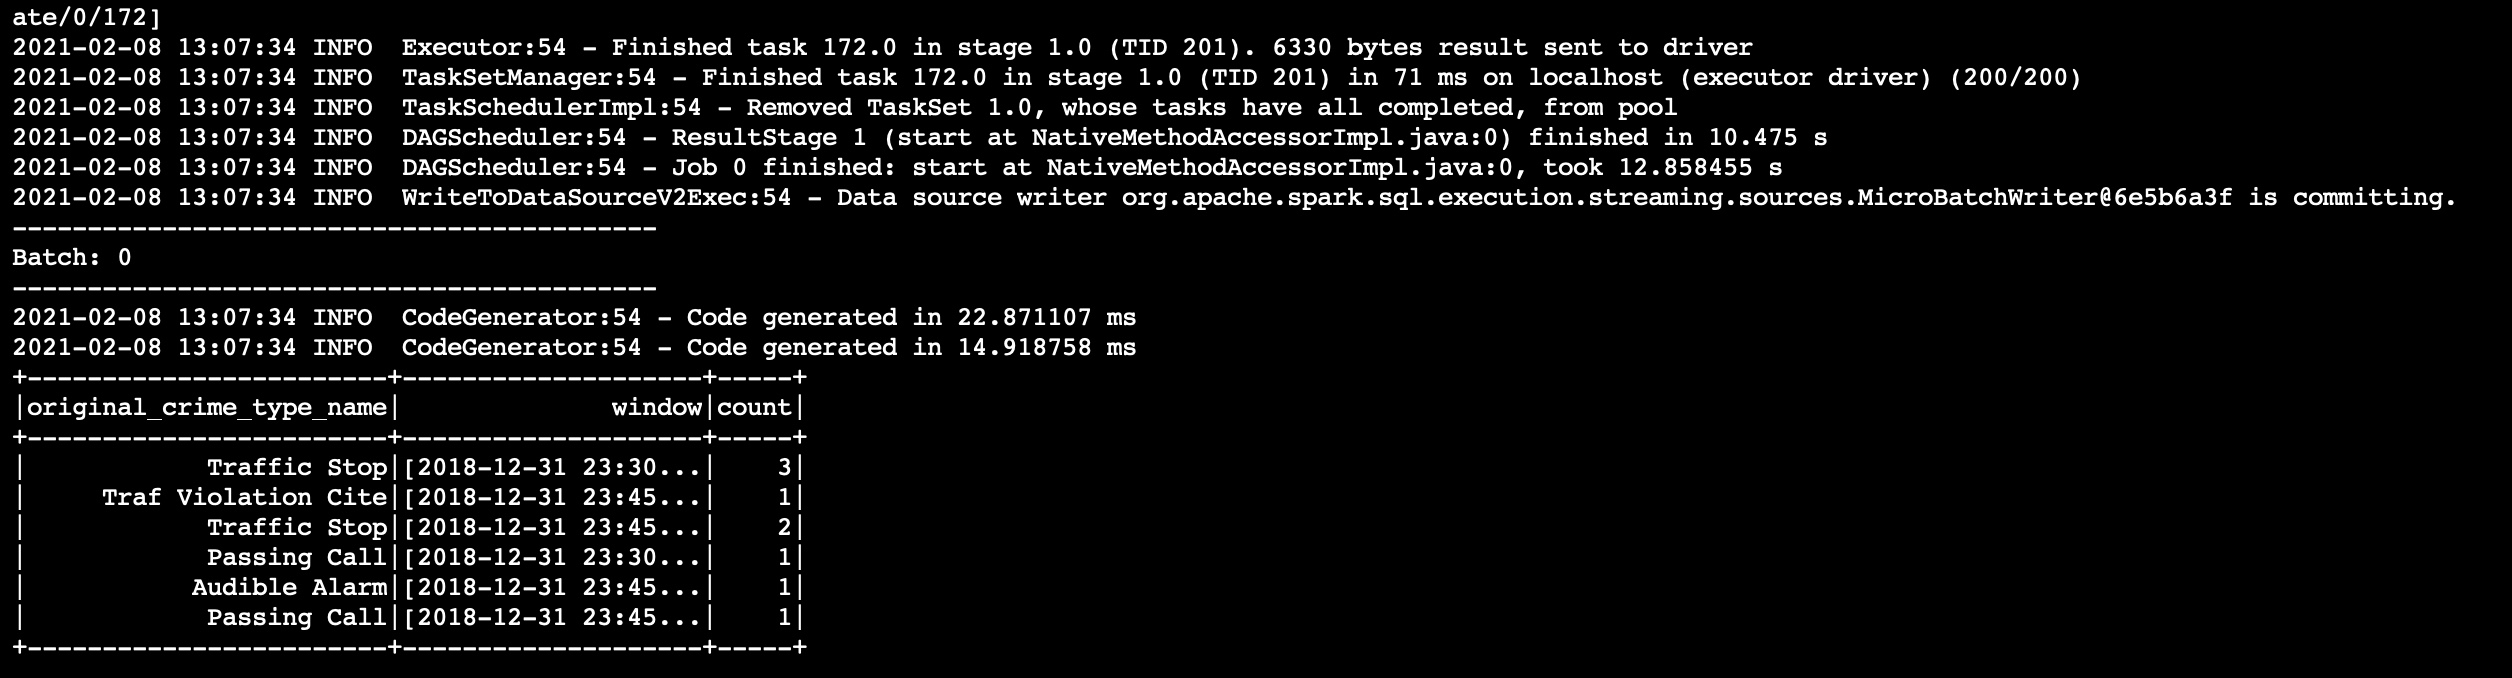 ate/0/172]
2021-02-08 13:07:34 INFO  Executor:54 - Finished task 172.0 in stage 1.0 (TID 201). 6330 bytes result sent to driver
2021-02-08 13:07:34 INFO  TaskSetManager:54 - Finished task 172.0 in stage 1.0 (TID 201) in 71 ms on localhost (executor driver) (200/200)
2021-02-08 13:07:34 INFO  TaskSchedulerImpl:54 - Removed TaskSet 1.0, whose tasks have all completed, from pool
2021-02-08 13:07:34 INFO  DAGScheduler:54 - ResultStage 1 (start at NativeMethodAccessorImpl.java:0) finished in 10.475 s
2021-02-08 13:07:34 INFO  DAGScheduler:54 - Job 0 finished: start at NativeMethodAccessorImpl.java:0, took 12.858455 s
2021-02-08 13:07:34 INFO  WriteToDataSourceV2Exec:54 - Data source writer org.apache.spark.sql.execution.streaming.sources.MicroBatchWriter@6e5b6a3f is committing.
-------------------------------------------
Batch: 0
-------------------------------------------
2021-02-08 13:07:34 INFO  CodeGenerator:54 - Code generated in 22.871107 ms
2021-02-08 13:07:34 INFO  CodeGenerator:54 - Code generated in 14.918758 ms
+------------------------+--------------------+-----+
|original_crime_type_name|              window|count|
+------------------------+--------------------+-----+
|            Traffic Stop|[2018-12-31 23:30...|    3|
|     Traf Violation Cite|[2018-12-31 23:45...|    1|
|            Traffic Stop|[2018-12-31 23:45...|    2|
|            Passing Call|[2018-12-31 23:30...|    1|
|           Audible Alarm|[2018-12-31 23:45...|    1|
|            Passing Call|[2018-12-31 23:45...|    1|
+------------------------+--------------------+-----+